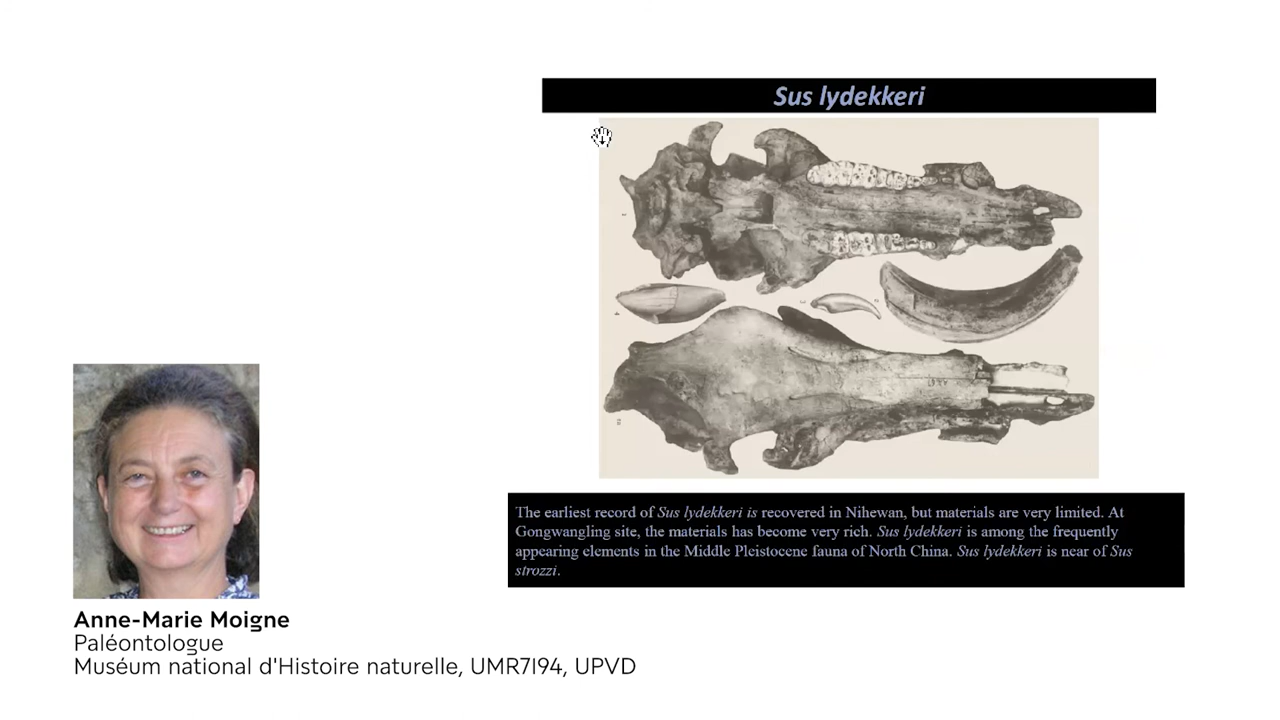 Sus lydekkeri
The earliest record of Sus lydekkeri is recovered in Nihewan, but materials are very limited. At
Gongwangling site, the materials has become very rich. Sus lydekkeri is among the frequently
appearing elements in the Middle Pleistocene fauna of North China. Sus lydekkeri is near of Sus
strozzi.
Anne-Marie Moigne
Paléontologue
Muséum national d'Histoire naturelle, UMR7194, UPVD